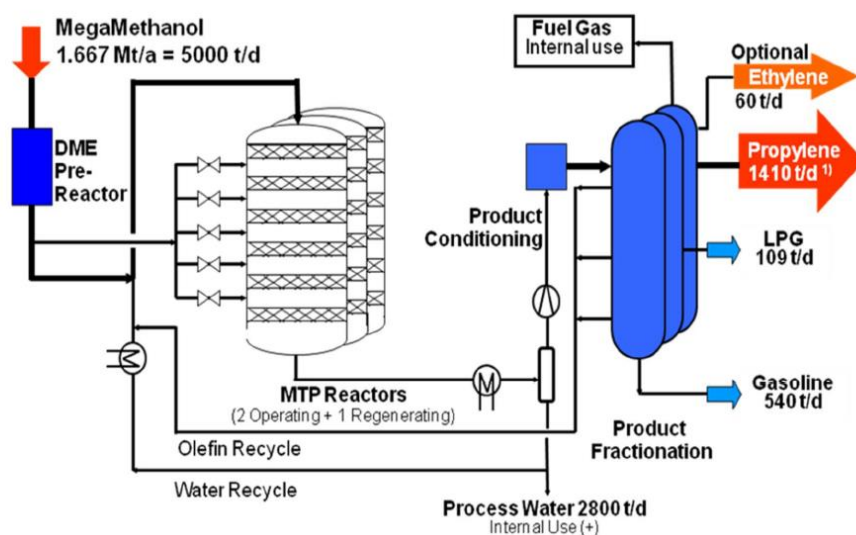 MegaMethanol
1.667 Mt/a = 5000 t/d
DME
Pre-
Reactor
Fuel Gas
Internal use
Optional
Ethylene
60 t/d
Propylene
1410 t/d 1)
Product
Conditioning
LPG
109 t/d
MTP Reactors
(2 Operating + 1 Regenerating)
Gasoline
540 t/d
Product
Fractionation
Olefin Recycle
Water Recycle
Process Water 2800 t/d
Internal Use (+)